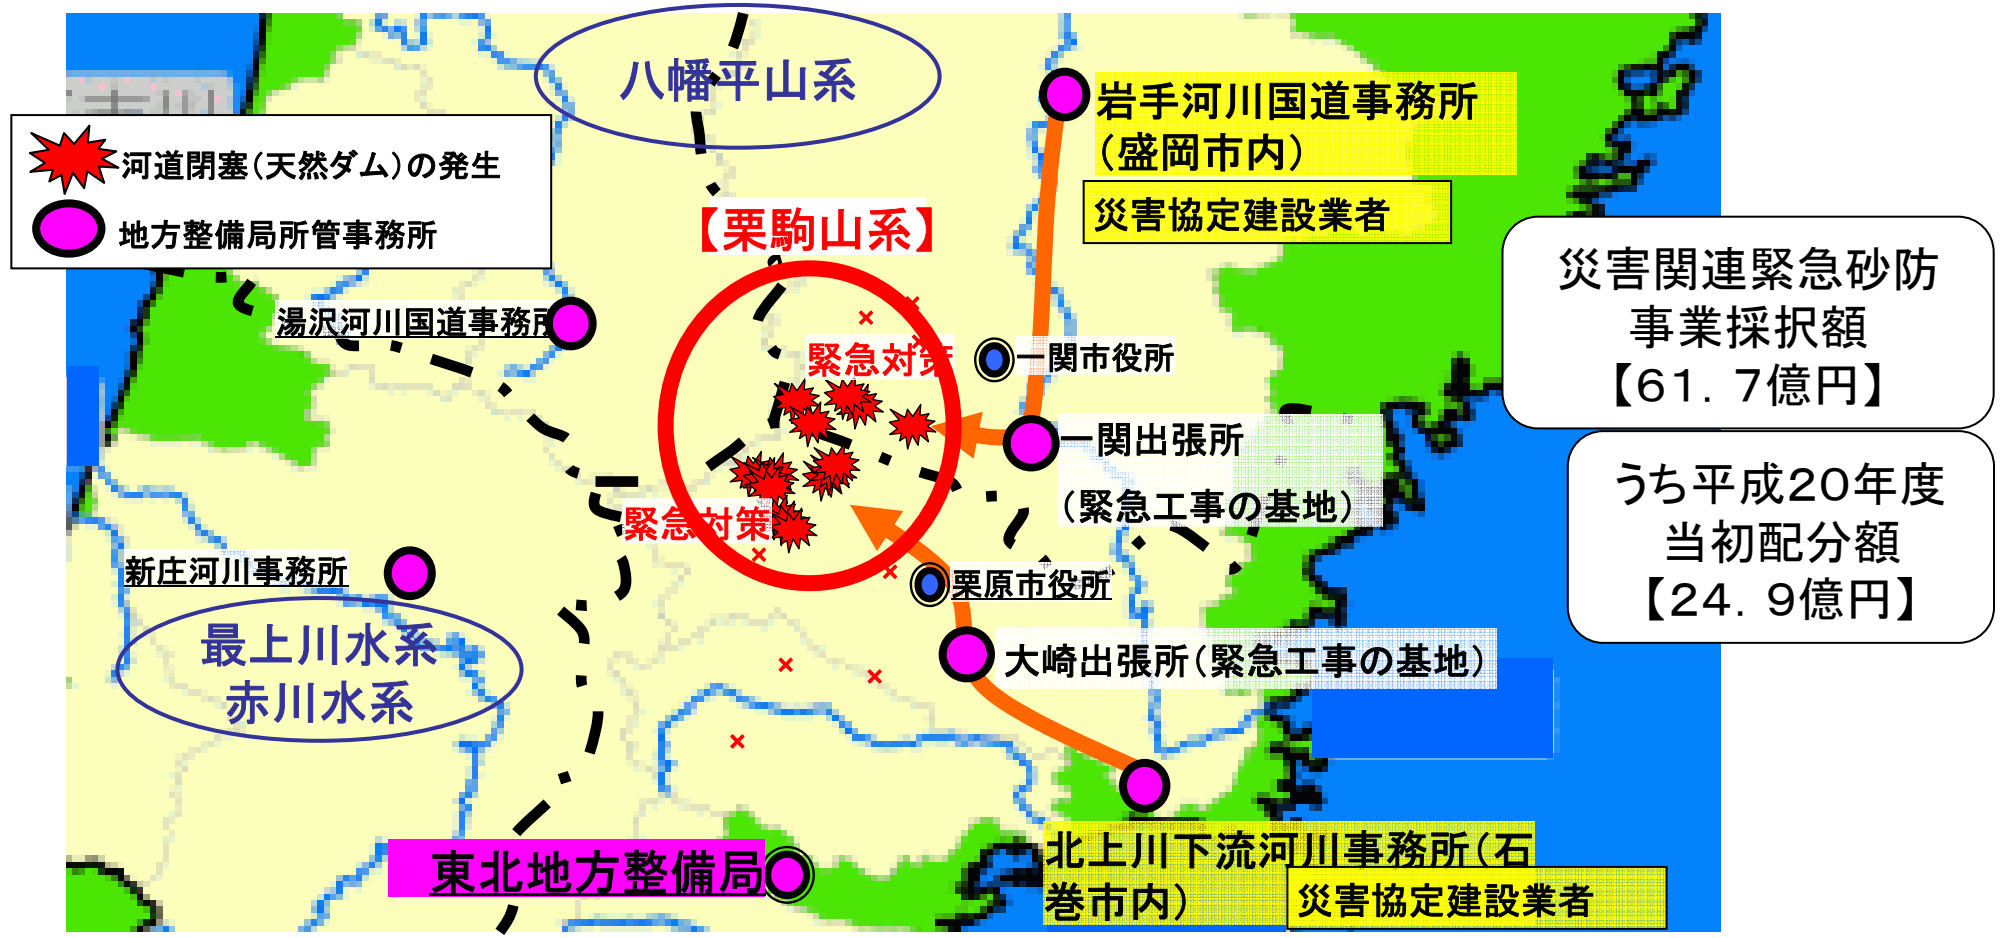 八幡平山系
岩手河川国道事務所
（盛岡市内）
災害協定建設業者
河道閉塞（天然ダム）の発生
地方整備局所管事務所
【栗駒山系】
災害関連緊急砂防
事業採択額
【61．7億円】
湯沢河川国道事務所
緊急対策
一関市役所
一関出張所
（緊急工事の基地）
うち平成20年度
当初配分額
【24．9億円】
緊急対策
新庄河川事務所
栗原市役所
最上川水系
赤川水系
大崎出張所（緊急工事の基地）
東北地方整備局
北上川下流河川事務所（石
巻市内）
災害協定建設業者